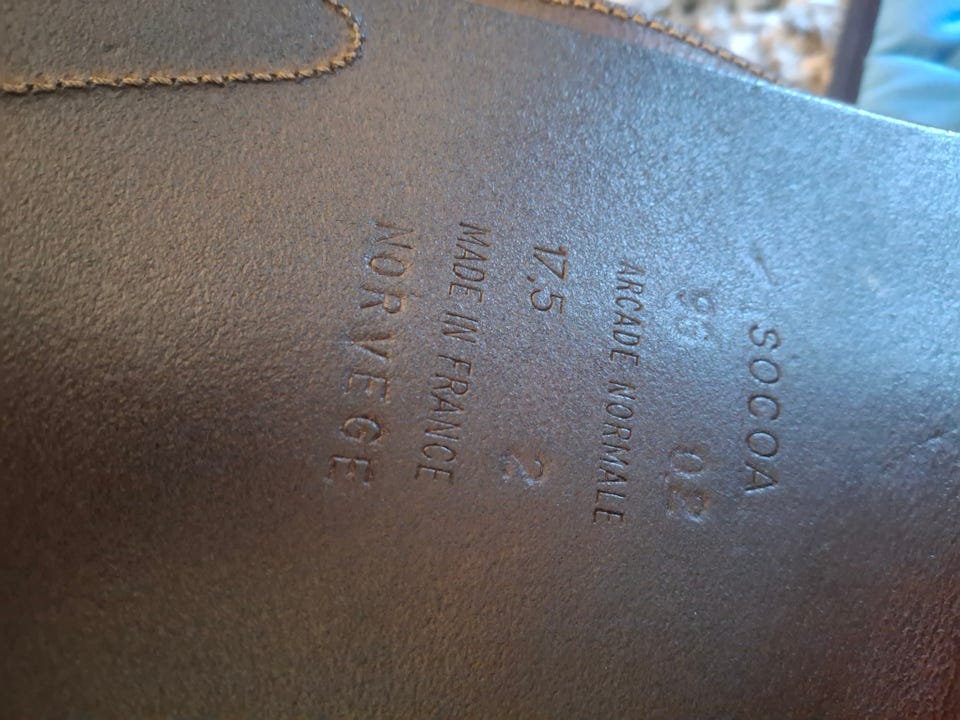 SOCOA
02
ARCADE NORMALE
17,5 2
MADE IN FRANCE
NORVEGE